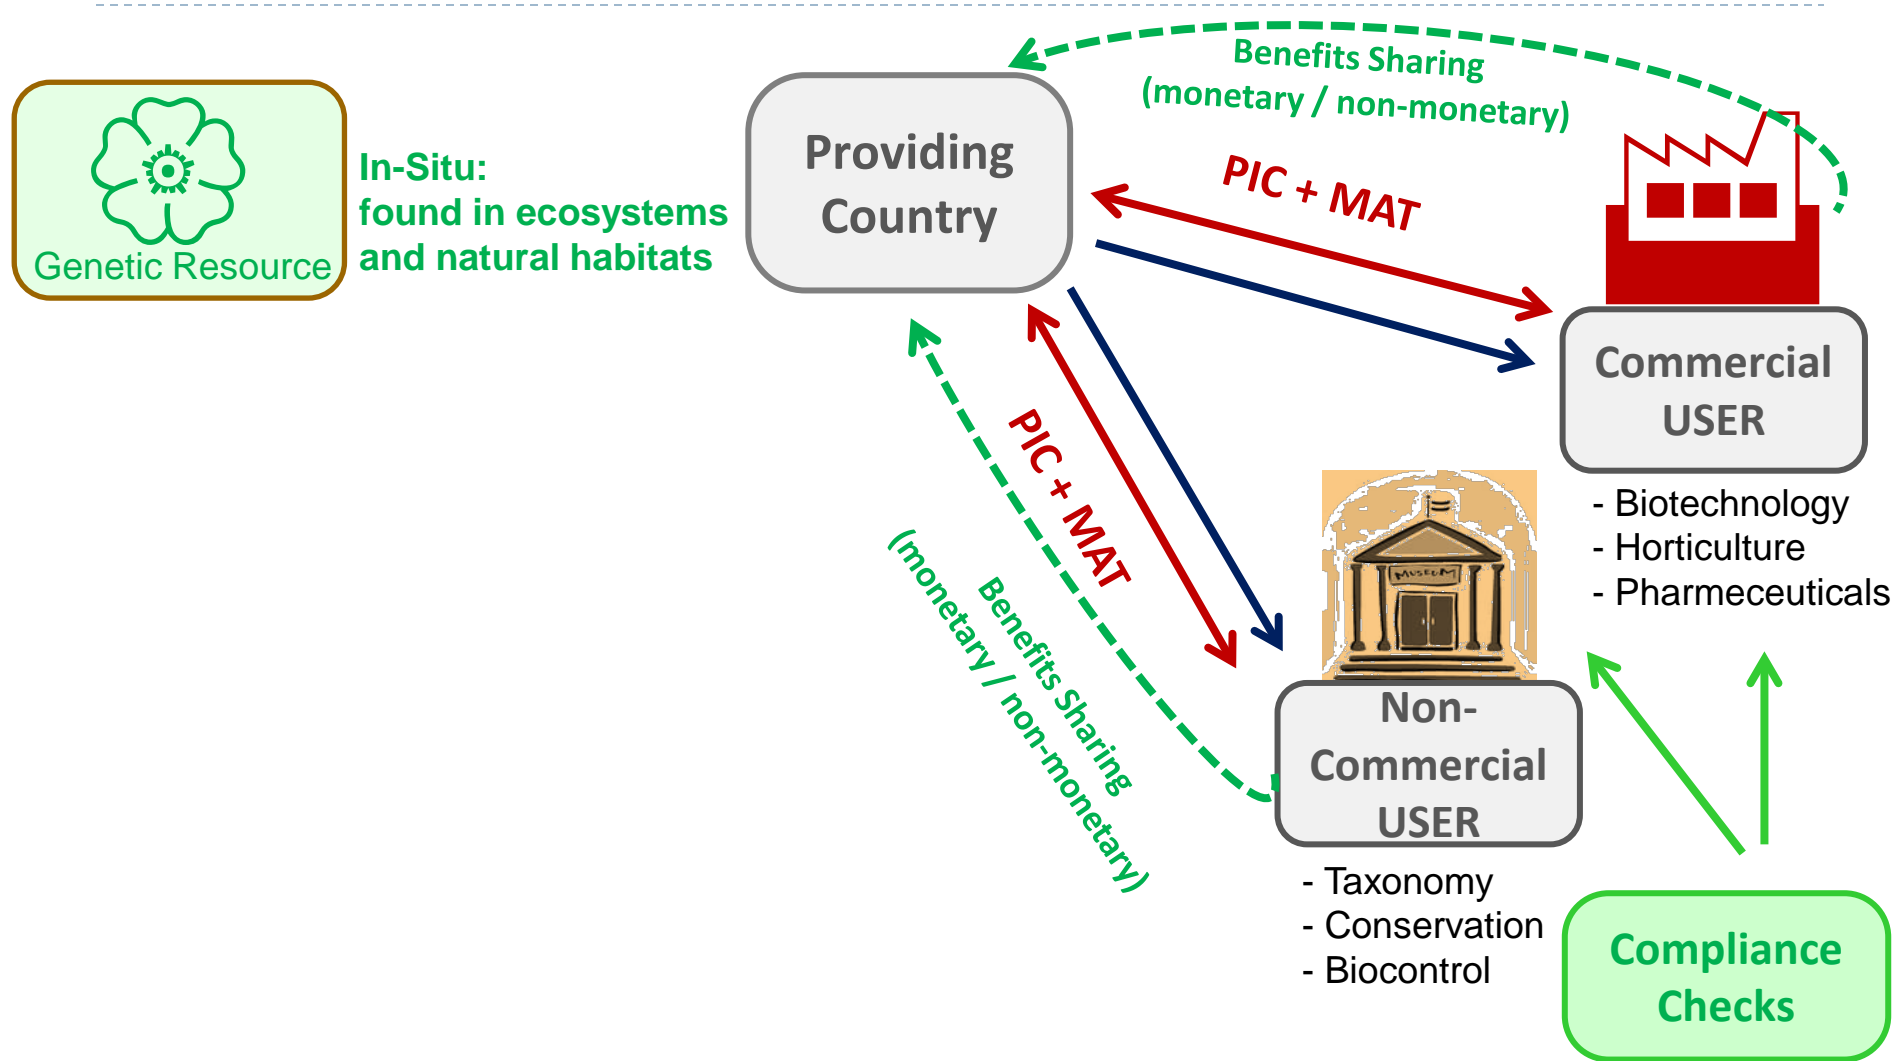 Genetic Resource
In-Situ:
found in ecosystems
and natural habitats
Providing
Country
Benefits Sharing
(monetary / non-monetary)
PIC + MAT
Commercial
USER
- Biotechnology
- Horticulture
- Pharmeceuticals
PIC + MAT
Benefits Sharing
(monetary / non-monetary)
MUSEUM
Non-
Commercial
USER
- Taxonomy
- Conservation
- Biocontrol
Compliance
Checks